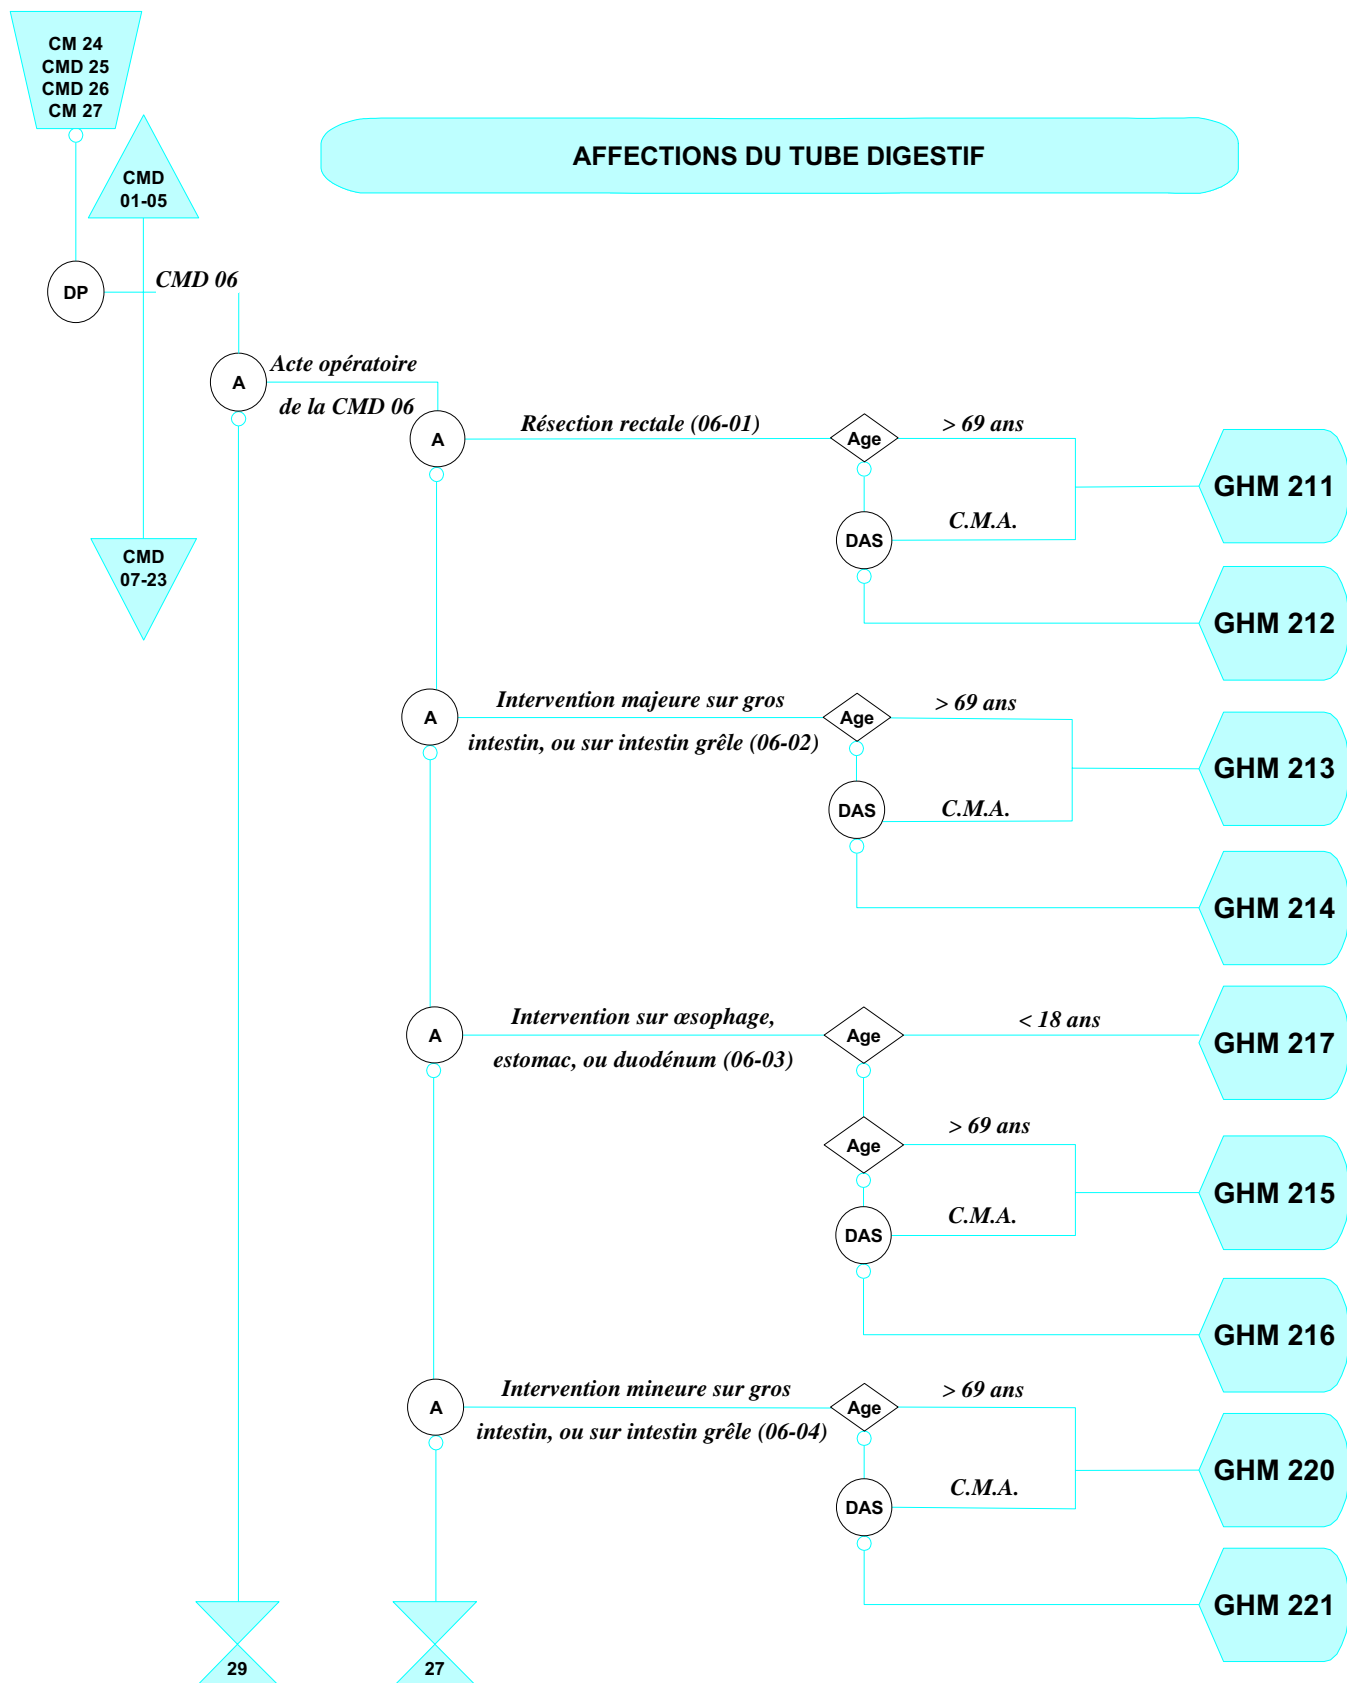 CM 24
CMD 25
CMD 26
CM 27
AFFECTIONS DU TUBE DIGESTIF
CMD
01-05
DP
CMD 06
A
Acte opératoire
de la CMD 06
A
Résection rectale (06-01)
Age
> 69 ans
GHM 211
DAS
C.M.A.
CMD
07-23
GHM 212
A
Intervention majeure sur gros
intestin, ou sur intestin grêle (06-02)
Age
> 69 ans
GHM 213
DAS
C.M.A.
GHM 214
A
Intervention sur œsophage,
estomac, ou duodénum (06-03)
Age
< 18 ans
GHM 217
Age
> 69 ans
GHM 215
DAS
C.M.A.
GHM 216
A
Intervention mineure sur gros
intestin, ou sur intestin grêle (06-04)
Age
> 69 ans
GHM 220
DAS
C.M.A.
GHM 221
29
27